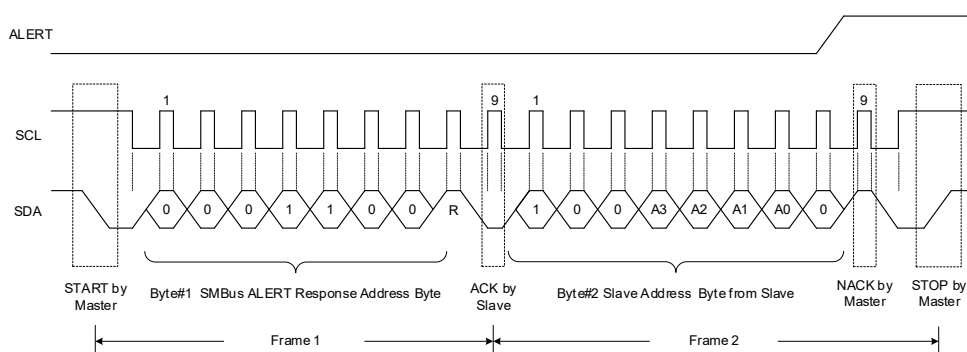 ALERT
1 9 1 9
SCL
SDA
0 0 0 1 1 0 0 R 1 0 0 A3 A2 A1 A0 0
START by
Master
Byte#1 SMBus ALERT Response Address Byte
ACK by
Slave
Byte#2 Slave Address Byte from Slave
NACK by
Master
STOP by
Master
Frame 1
Frame 2